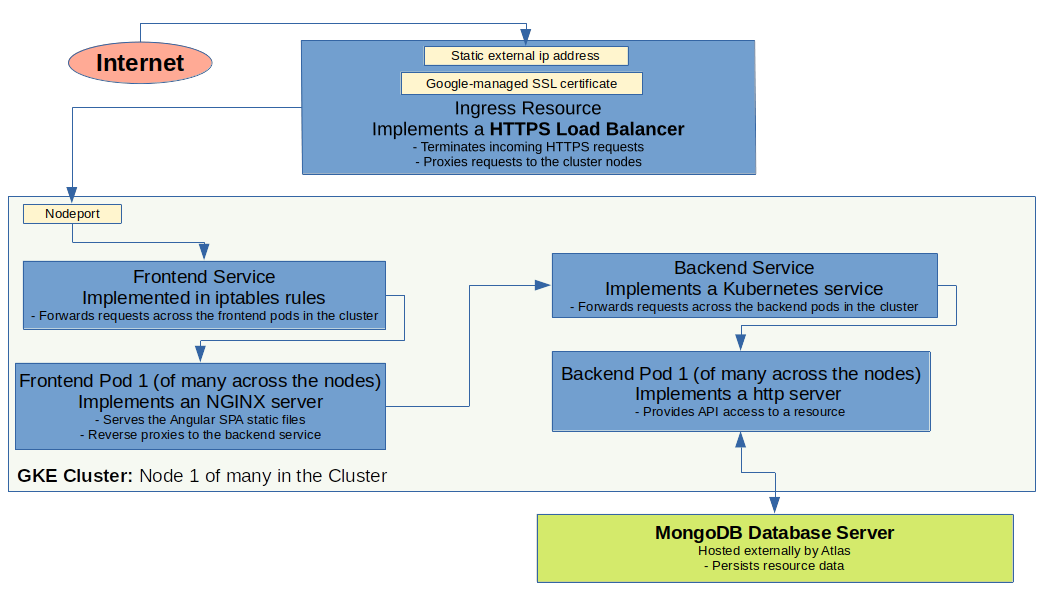 Internet
Static external ip address
Google-managed SSL certificate
Ingress Resource
Implements a HTTPS Load Balancer
- Terminates incoming HTTPS requests
- Proxies requests to the cluster nodes
Nodeport
Frontend Service
Implemented in iptables rules
- Forwards requests across the frontend pods in the cluster
Backend Service
Implements a Kubernetes service
- Forwards requests across the backend pods in the cluster
Frontend Pod 1 (of many across the nodes)
Implements an NGINX server
- Serves the Angular SPA static files
- Reverse proxies to the backend service
Backend Pod 1 (of many across the nodes)
Implements a http server
- Provides API access to a resource
GKE Cluster: Node 1 of many in the Cluster
MongoDB Database Server
Hosted externally by Atlas
- Persists resource data